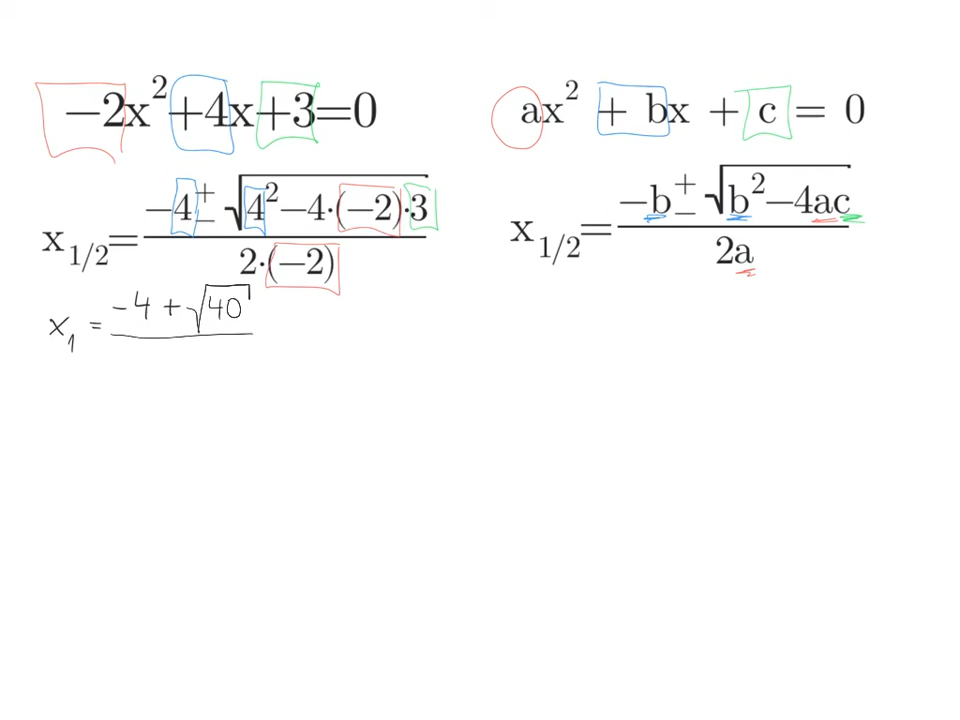 −2x²+4x+3=0
x₁/₂ = (−4 ± √(4²−4·(−2)·3)) / (2·(−2))
x₁ = −4 + √40
ax² + bx + c = 0
x₁/₂ = (−b ± √(b²−4ac)) / (2a)